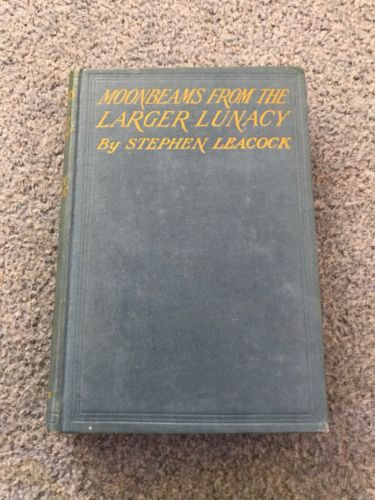 MOONBEAMS FROM THE
LARGER LUNACY
By STEPHEN LEACOCK